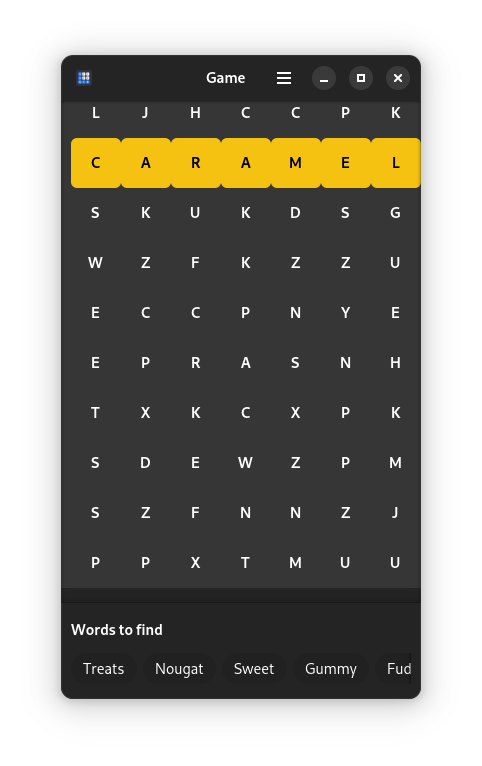 Game
L J H C C P K
C A R A M E L
S K U K D S G
W Z F K Z Z U
E C C P N Y E
E P R A S N H
T X K C X P K
S D E W Z P M
S Z F N N Z J
P P X T M U U
Words to find
Treats Nougat Sweet Gummy Fud